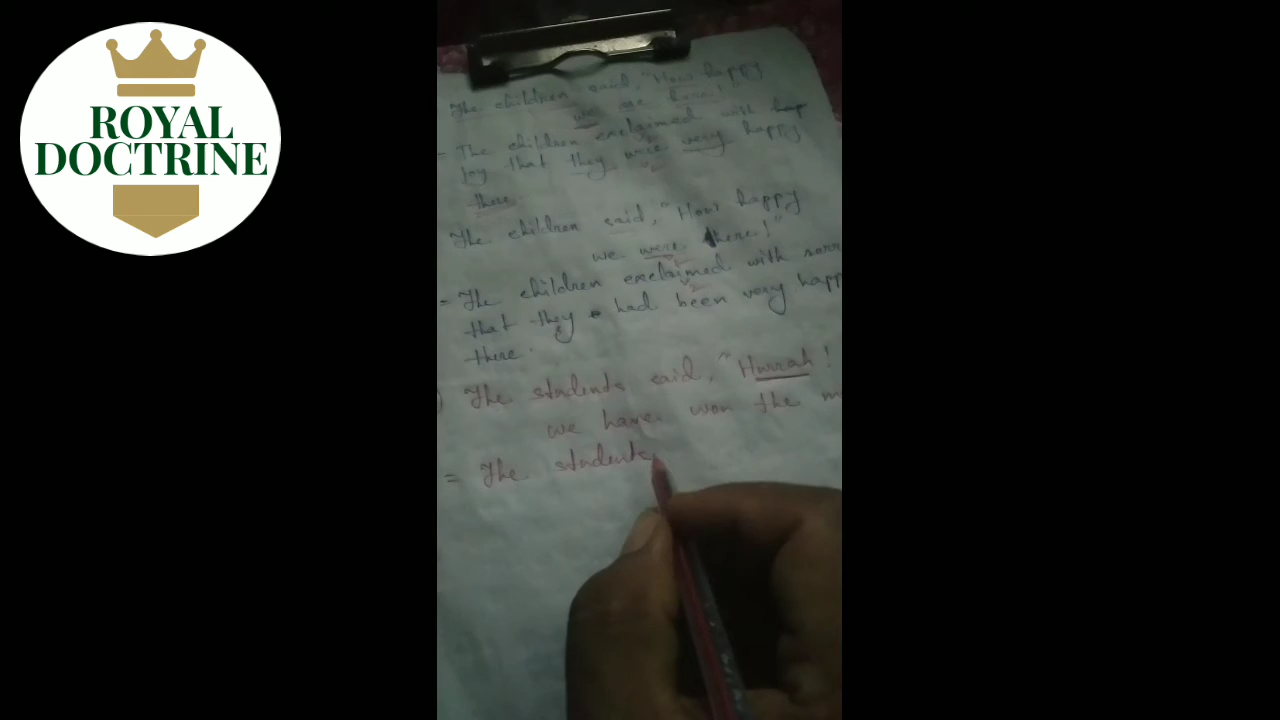 ROYAL
DOCTRINE
The children said, "How happy
we are here!"
- The children exclaimed with hap
joy that they were very happy
there
The children said, "How happy
we were there!"
= The children exclaimed with sorr
that they had been very happ
there.
) The students said, "Hurrah!
we have won the m
= The students